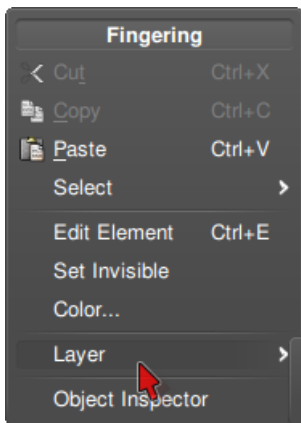 Fingering
Cut Ctrl+X
Copy Ctrl+C
Paste Ctrl+V
Select
Edit Element Ctrl+E
Set Invisible
Color...
Layer
Object Inspector